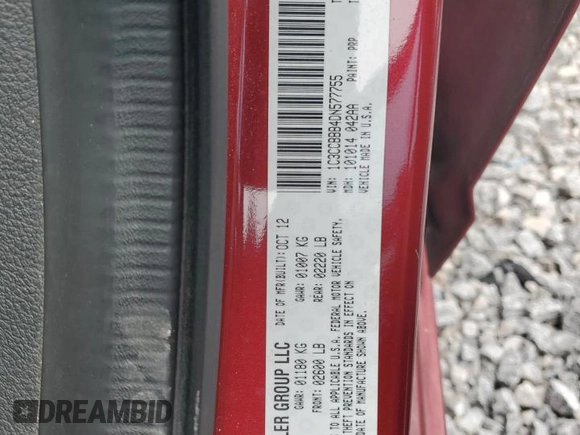 LER GROUP LLC
DATE OF MFR(BUILT): OCT 12
GAWR: 01180 KG GAWR: 01007 KG
FRONT: 02600 LB REAR: 02220 LB
TO ALL APPLICABLE U.S.A. FEDERAL MOTOR VEHICLE SAFETY,
THEFT PREVENTION STANDARDS IN EFFECT ON
DATE OF MANUFACTURE SHOWN ABOVE.
VIN: 1C3CCBBB4DN577755
MDH: 101014 042AA PAINT: PRP
VEHICLE MADE IN U.S.A.
DREAMBID